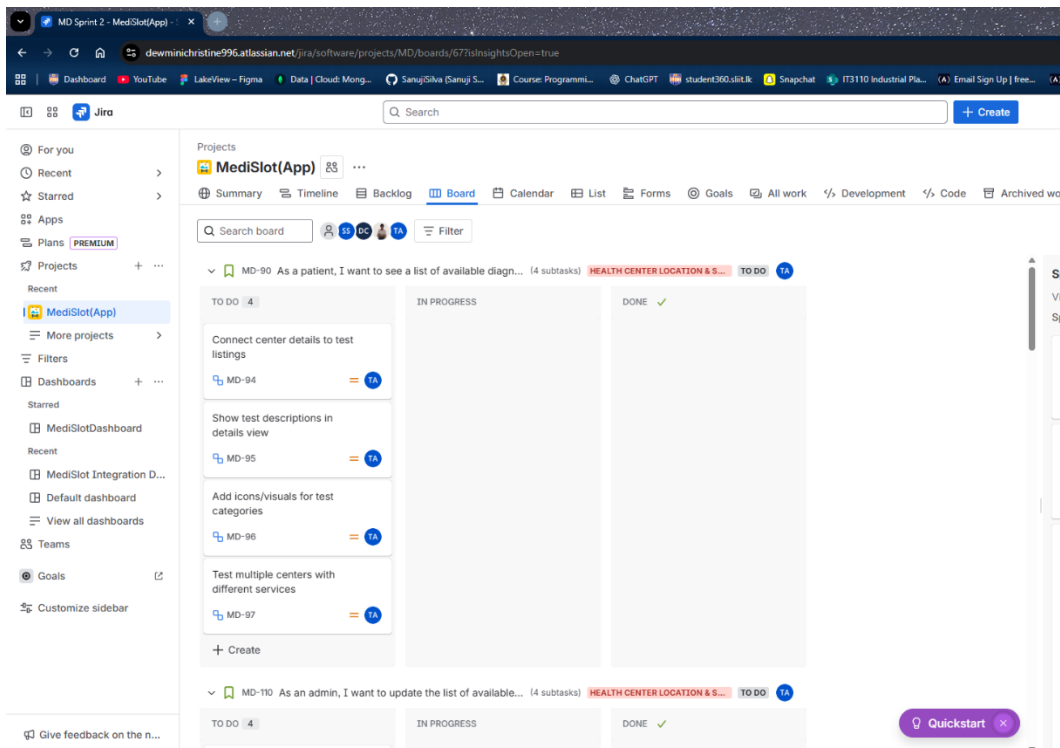 MD Sprint 2 - MediSlot(App) -
dewminichristine996.atlassian.net/jira/software/projects/MD/boards/67?isInsightsOpen=true
Dashboard YouTube LakeView – Figma Data | Cloud: Mong... SanujiSilva (Sanuji S... Course: Programmi... ChatGPT student360.sliit.lk Snapchat IT3110 Industrial Pla... Email Sign Up | free...
Jira
Search
+ Create
For you
Recent
Starred
Apps
Plans PREMIUM
Projects
Recent
MediSlot(App)
More projects
Filters
Dashboards
Starred
MediSlotDashboard
Recent
MediSlot Integration D...
Default dashboard
View all dashboards
Teams
Goals
Customize sidebar
Give feedback on the n...
Projects
MediSlot(App)
Summary Timeline Backlog Board Calendar List Forms Goals All work Development Code Archived wo
Search board SS DC TA Filter
MD-90 As a patient, I want to see a list of available diagn... (4 subtasks) HEALTH CENTER LOCATION & S... TO DO TA
TO DO 4 IN PROGRESS DONE
Connect center details to test
listings
MD-94 TA
Show test descriptions in
details view
MD-95 TA
Add icons/visuals for test
categories
MD-96 TA
Test multiple centers with
different services
MD-97 TA
+ Create
MD-110 As an admin, I want to update the list of available... (4 subtasks) HEALTH CENTER LOCATION & S... TO DO TA
TO DO 4 IN PROGRESS DONE
Quickstart